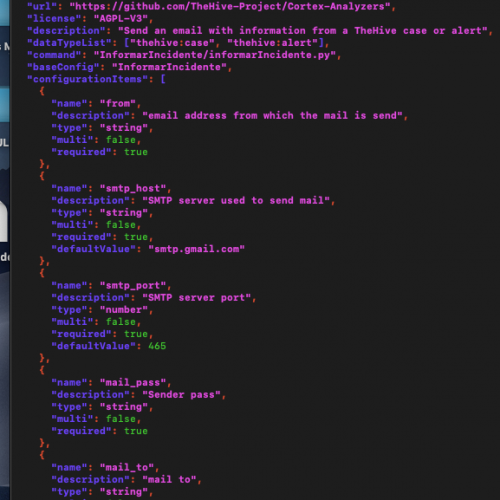 "url": "https://github.com/TheHive-Project/Cortex-Analyzers",
"license": "AGPL-V3",
"description": "Send an email with information from a TheHive case or alert",
"dataTypeList": ["thehive:case", "thehive:alert"],
"command": "InformarIncidente/informarIncidente.py",
"baseConfig": "InformarIncidente",
"configurationItems": [
{
"name": "from",
"description": "email address from which the mail is send",
"type": "string",
"multi": false,
"required": true
},
{
"name": "smtp_host",
"description": "SMTP server used to send mail",
"type": "string",
"multi": false,
"required": true,
"defaultValue": "smtp.gmail.com"
},
{
"name": "smtp_port",
"description": "SMTP server port",
"type": "number",
"multi": false,
"required": true,
"defaultValue": 465
},
{
"name": "mail_pass",
"description": "Sender pass",
"type": "string",
"multi": false,
"required": true
},
{
"name": "mail_to",
"description": "mail to",
"type": "string",